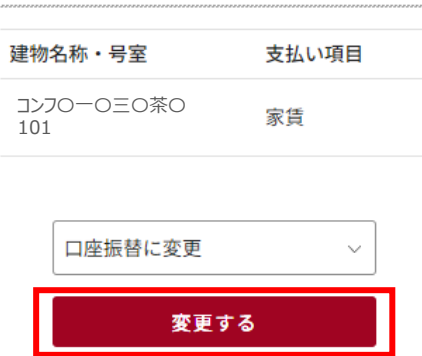 建物名称・号室 支払い項目
コンフ〇ー〇三〇茶〇
101
家賃
口座振替に変更
変更する